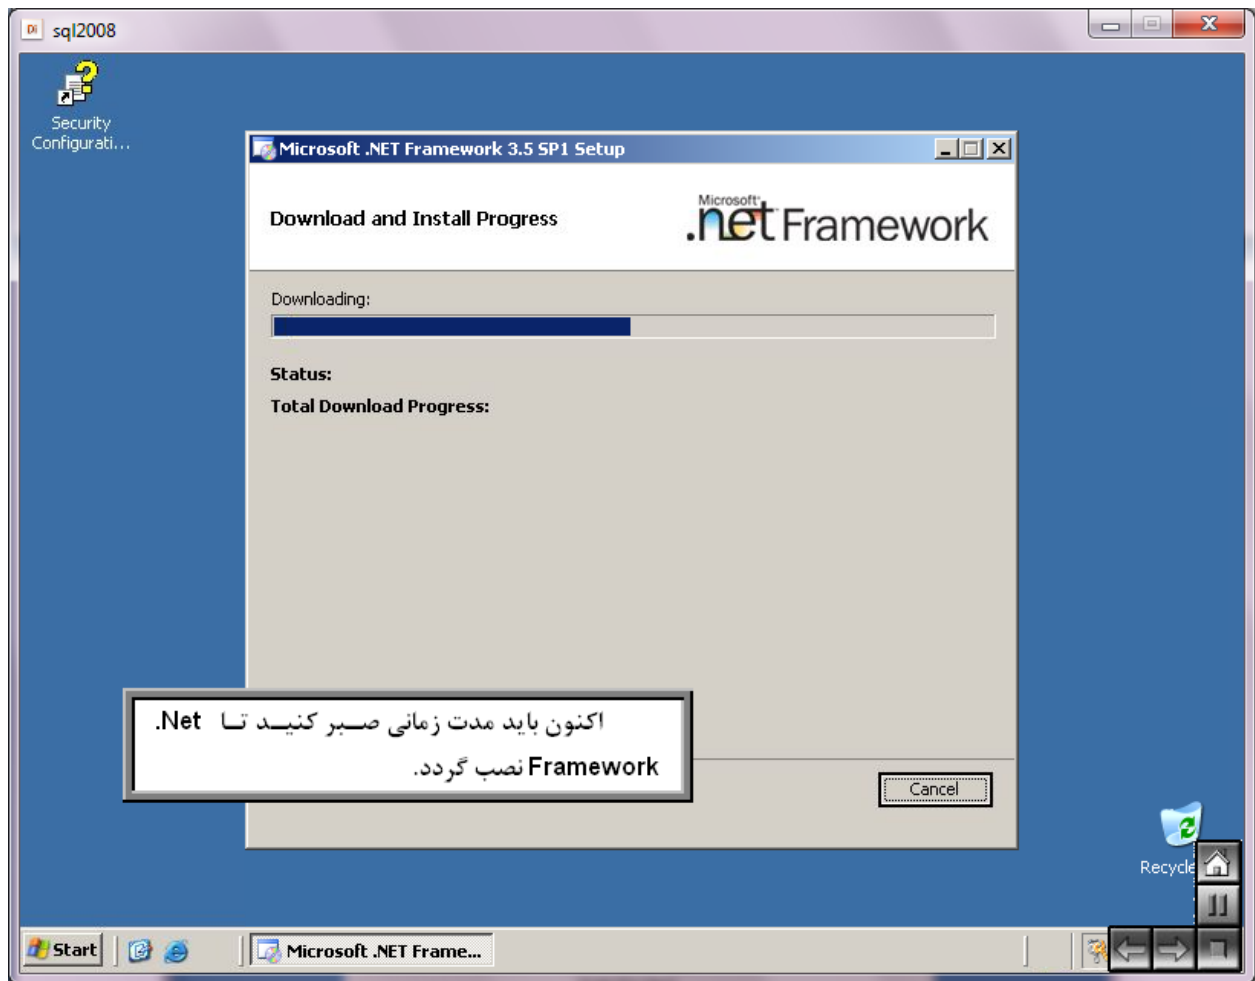 sql2008
Security
Configurati...
Microsoft .NET Framework 3.5 SP1 Setup
Download and Install Progress
Microsoft
.net Framework
Downloading:
Status:
Total Download Progress:
اکنون باید مدت زمانی صبر کنید تا .Net
Framework نصب گردد.
Cancel
Recycle
Start
Microsoft .NET Frame...